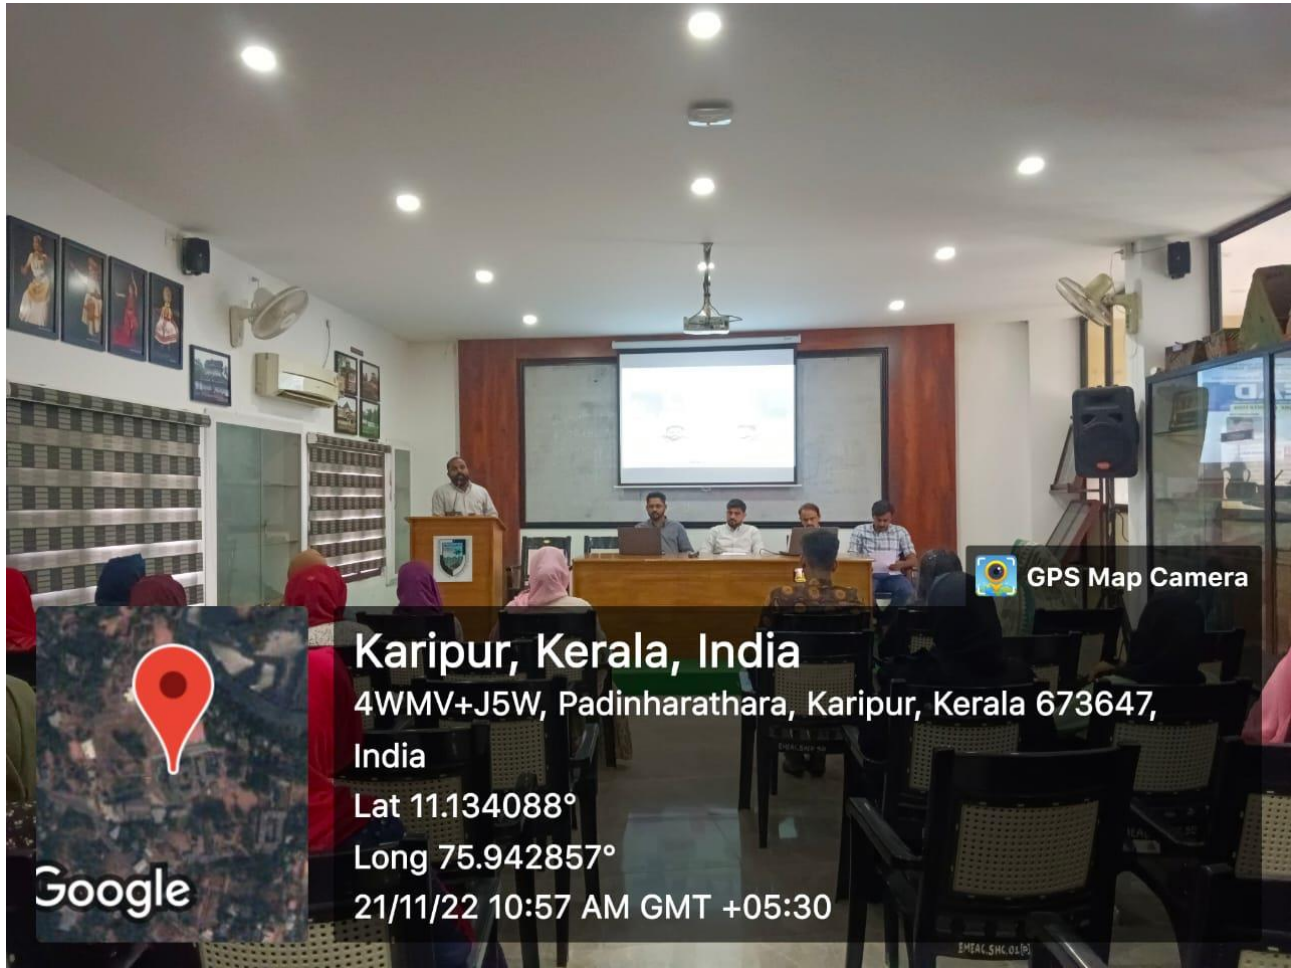 GPS Map Camera
Karipur, Kerala, India
4WMV+J5W, Padinharathara, Karipur, Kerala 673647,
India
Lat 11.134088°
Long 75.942857°
21/11/22 10:57 AM GMT +05:30
Google